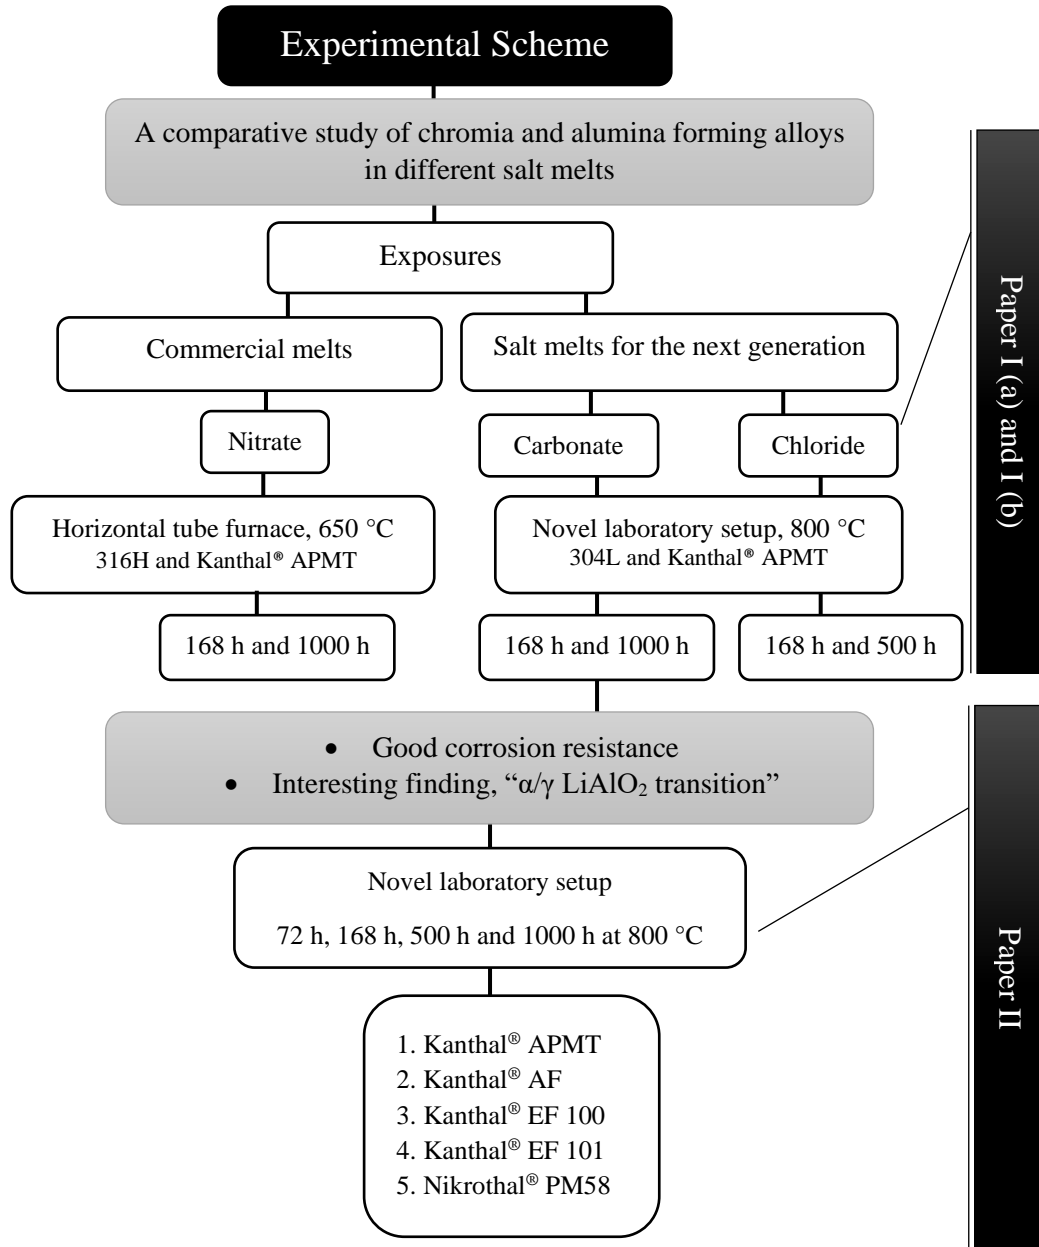 Experimental Scheme
A comparative study of chromia and alumina forming alloys
in different salt melts
Exposures
Commercial melts
Salt melts for the next generation
Nitrate
Carbonate
Chloride
Horizontal tube furnace, 650 °C
316H and Kanthal® APMT
Novel laboratory setup, 800 °C
304L and Kanthal® APMT
168 h and 1000 h
168 h and 1000 h
168 h and 500 h
Paper I (a) and I (b)
• Good corrosion resistance
• Interesting finding, “α/γ LiAlO₂ transition”
Novel laboratory setup
72 h, 168 h, 500 h and 1000 h at 800 °C
1. Kanthal® APMT
2. Kanthal® AF
3. Kanthal® EF 100
4. Kanthal® EF 101
5. Nikrothal® PM58
Paper II